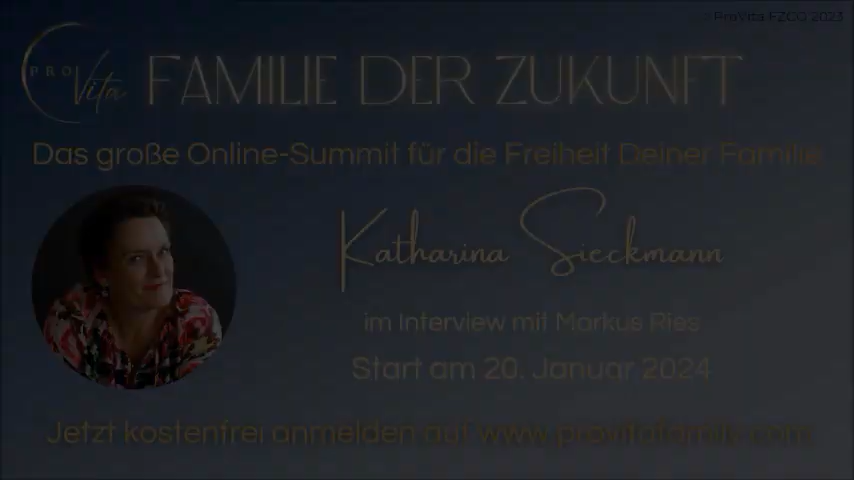 © ProVita FZCO 2023
PRO Vita
FAMILIE DER ZUKUNFT
Das große Online-Summit für die Freiheit Deiner Familie
Katharina Sieckmann
im Interview mit Markus Ries
Start am 20. Januar 2024
Jetzt kostenfrei anmelden auf www.provitafamily.com